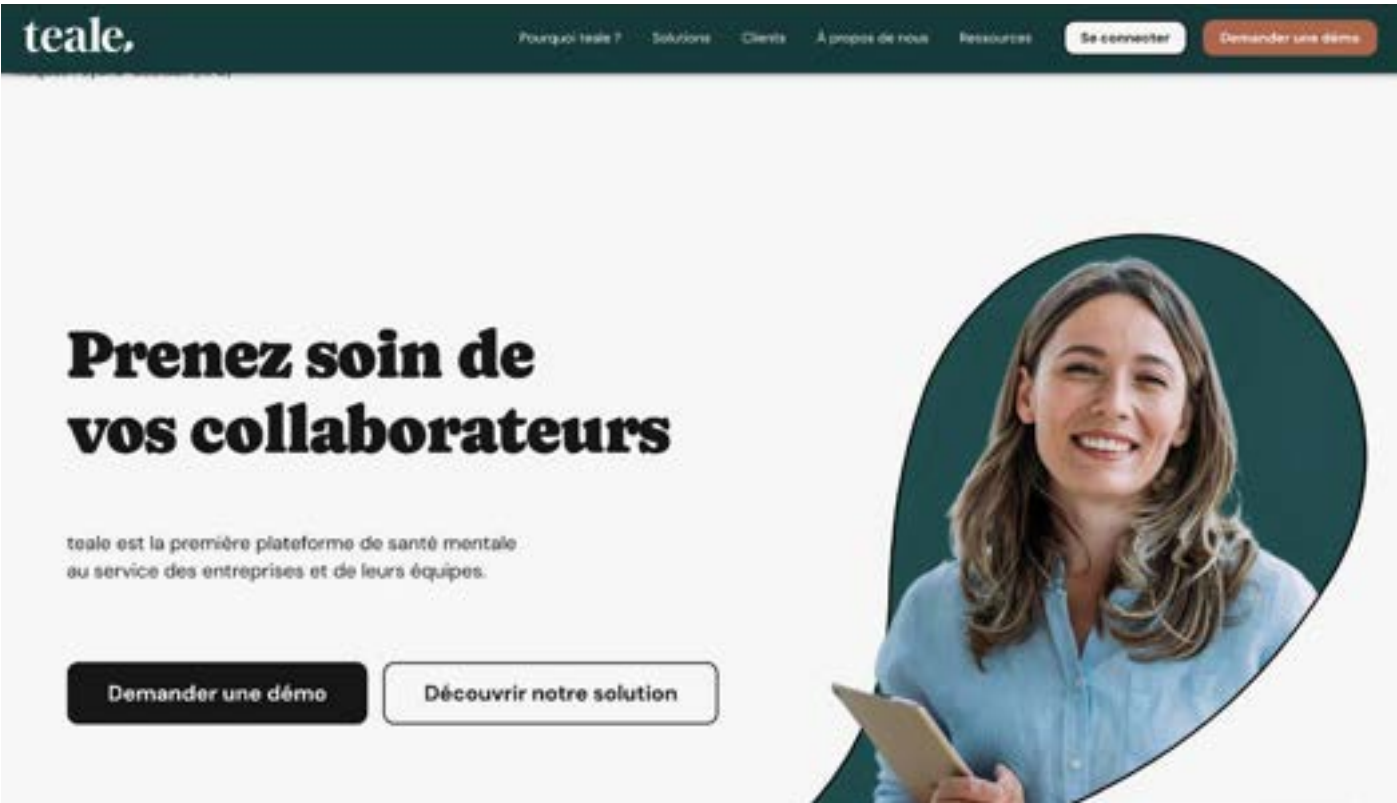 teale.
Pourquoi teale ? Solutions Clients À propos de nous Ressources Se connecter Demander une démo
Prenez soin de
vos collaborateurs
teale est la première plateforme de santé mentale
au service des entreprises et de leurs équipes.
Demander une démo Découvrir notre solution